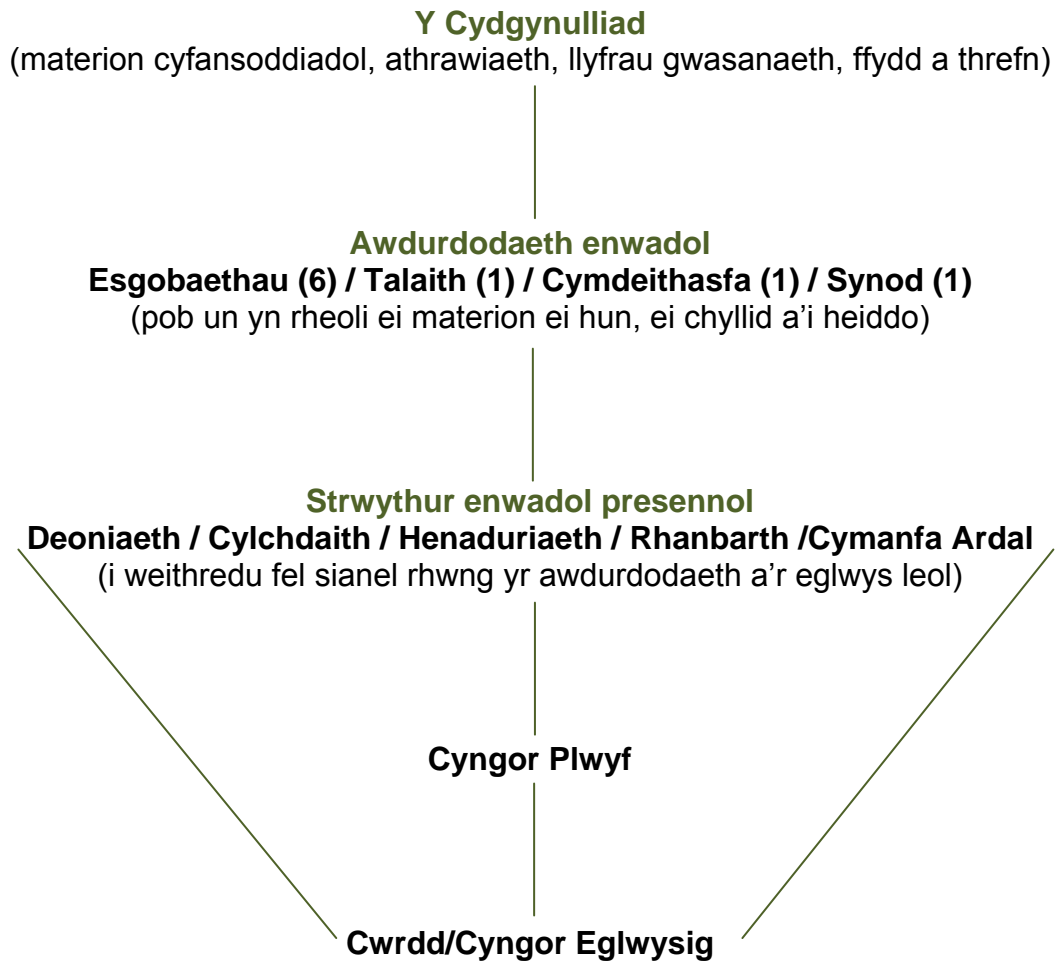 Y Cydgynulliad
(materion cyfansoddiadol, athrawiaeth, llyfrau gwasanaeth, ffydd a threfn)
Awdurdodaeth enwadol
Esgobaethau (6) / Talaith (1) / Cymdeithasfa (1) / Synod (1)
(pob un yn rheoli ei materion ei hun, ei chyllid a’i heiddo)
Strwythur enwadol presennol
Deoniaeth / Cylchdaith / Henaduriaeth / Rhanbarth /Cymanfa Ardal
(i weithredu fel sianel rhwng yr awdurdodaeth a’r eglwys leol)
Cyngor Plwyf
Cwrdd/Cyngor Eglwysig